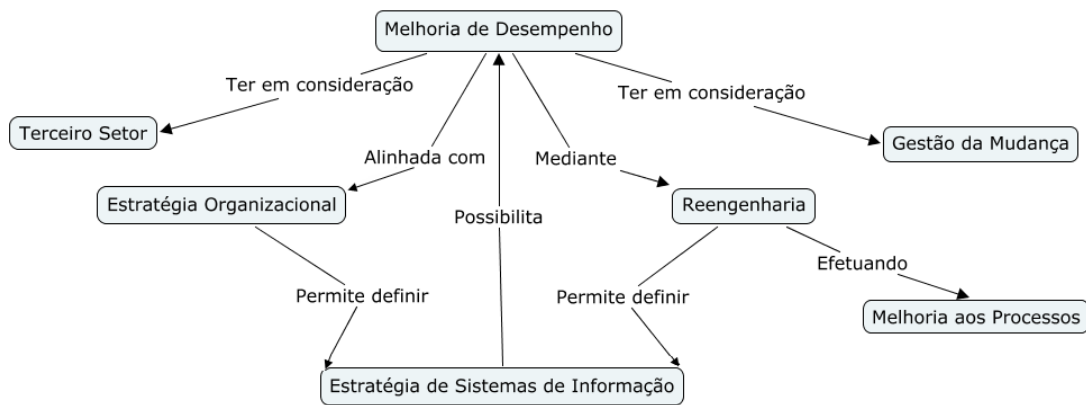 Melhoria de Desempenho
Ter em consideração
Ter em consideração
Terceiro Setor
Gestão da Mudança
Alinhada com
Mediante
Estratégia Organizacional
Possibilita
Reengenharia
Efetuando
Permite definir
Permite definir
Melhoria aos Processos
Estratégia de Sistemas de Informação